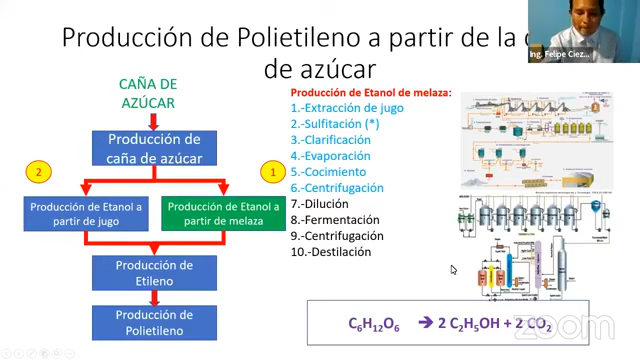 Producción de Polietileno a partir de la
de azúcar
Ing. Felipe Ciez...
CAÑA DE
AZÚCAR
Producción de
caña de azúcar
2
1
Producción de Etanol a
partir de jugo
Producción de Etanol a
partir de melaza
Producción de
Etileno
Producción de
Polietileno
Producción de Etanol de melaza:
1.-Extracción de jugo
2.-Sulfitación (*)
3.-Clarificación
4.-Evaporación
5.-Cocimiento
6.-Centrifugación
7.-Dilución
8.-Fermentación
9.-Centrifugación
10.-Destilación
C₆H₁₂O₆ ➔ 2 C₂H₅OH + 2 CO₂
zoom